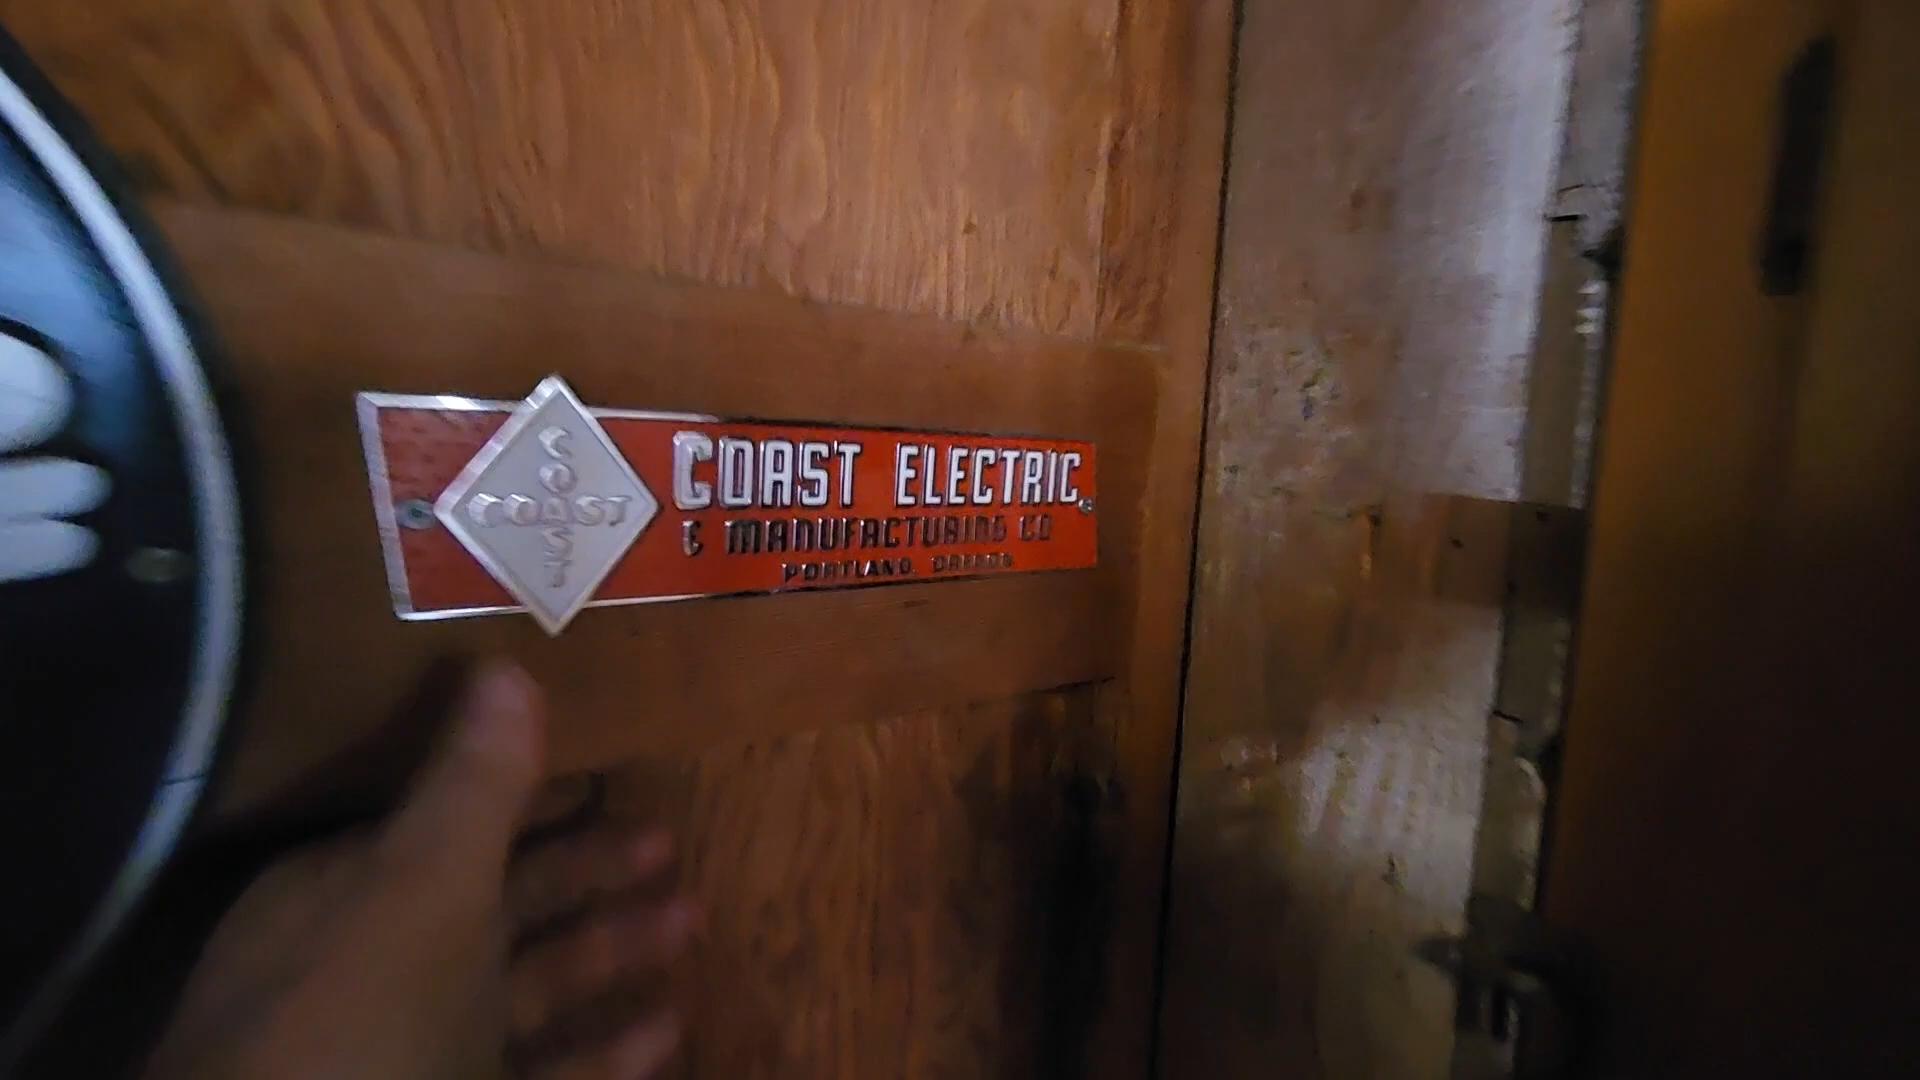 COAST
COAST
COAST ELECTRIC
& MANUFACTURING CO
PORTLAND, OREGON